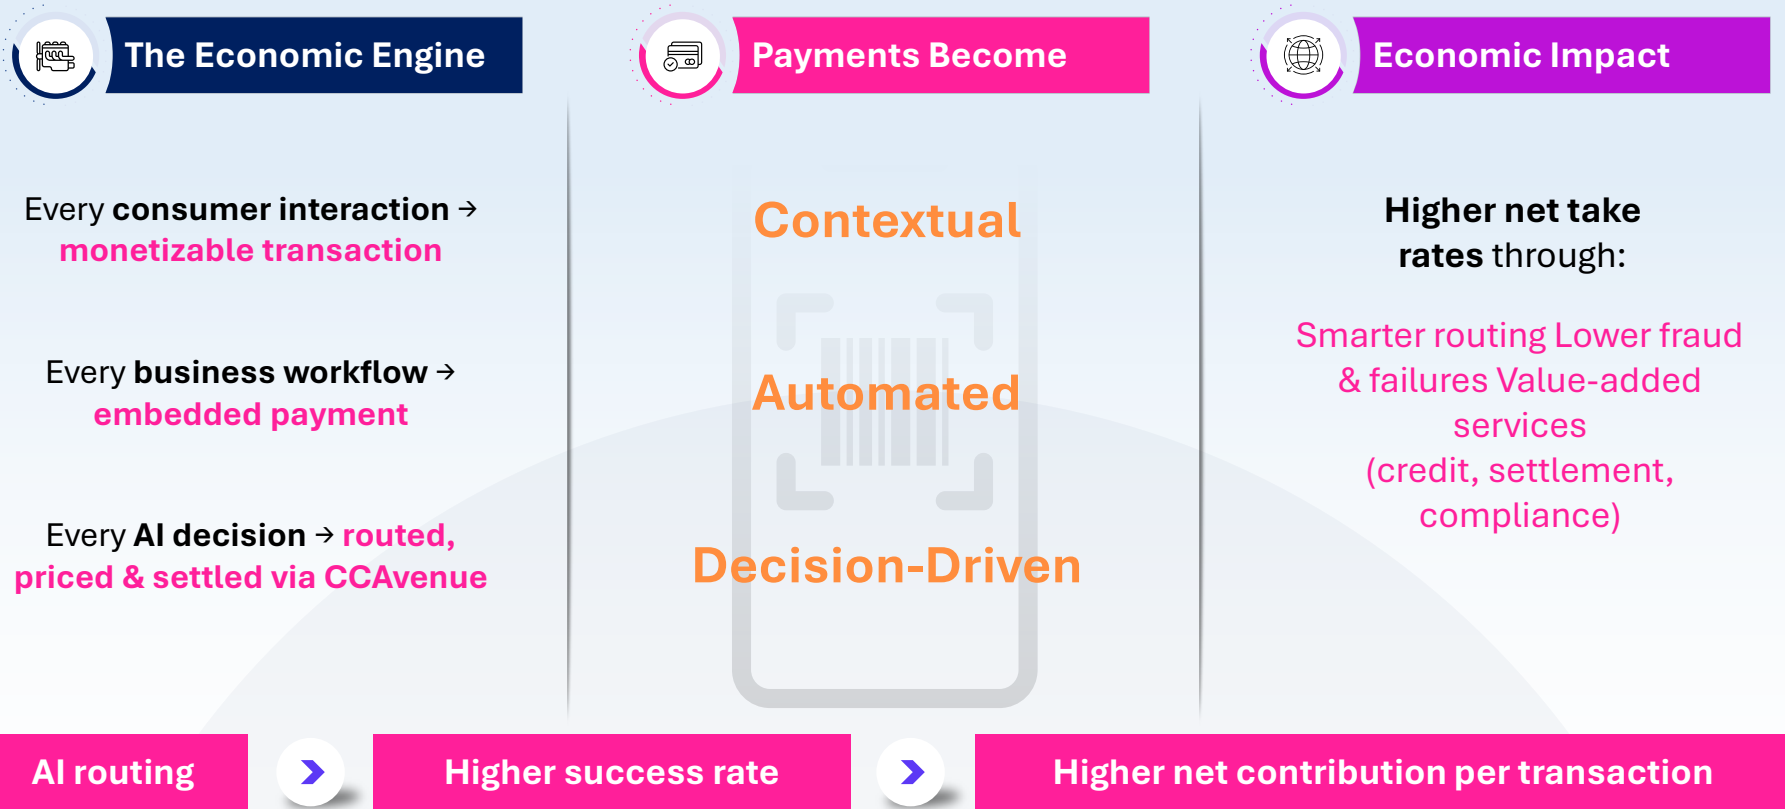 The Economic Engine
Every consumer interaction →
monetizable transaction
Every business workflow →
embedded payment
Every AI decision → routed,
priced & settled via CCAvenue
Payments Become
Contextual
Automated
Decision-Driven
Economic Impact
Higher net take
rates through:
Smarter routing Lower fraud
& failures Value-added
services
(credit, settlement,
compliance)
AI routing
Higher success rate
Higher net contribution per transaction